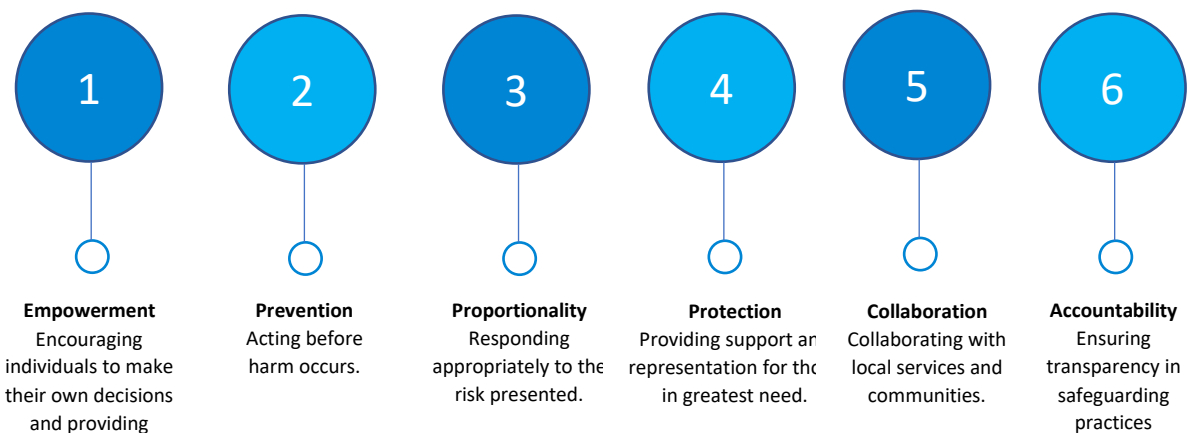 1
2
3
4
5
6
Empowerment
Encouraging
individuals to make
their own decisions
and providing
Prevention
Acting before
harm occurs.
Proportionality
Responding
appropriately to the
risk presented.
Protection
Providing support
representation for
in greatest need.
Collaboration
Collaborating with
local services and
communities.
Accountability
Ensuring
transparency in
safeguarding
practices